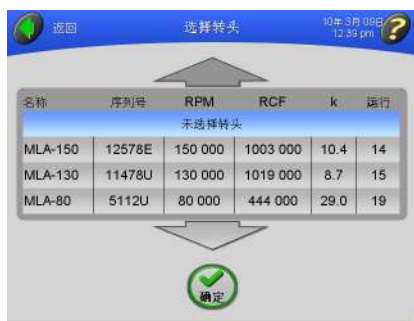 返回 选择转头 10年 3月 09日
12:39 pm ?
名称 序列号 RPM RCF k 运行
未选择转头
MLA-150 12578E 150 000 1003 000 10.4 14
MLA-130 11478U 130 000 1019 000 8.7 15
MLA-80 5112U 80 000 444 000 29.0 19
确定